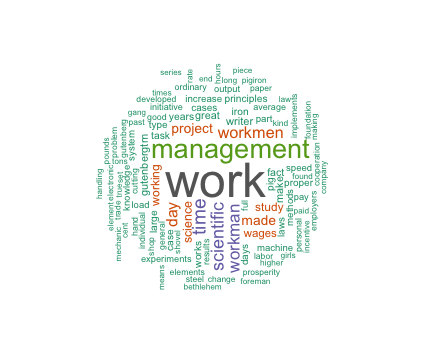 series
rate
end
hours
long
pigiron
piece
times
ordinary
output
paper
law
developed
initiative
cases
increase
principles
past
good
years
great
iron
average
gang
type
writer
part
kind
task
project
workmen
implements
foundation
making
gutenberg
problem
system
gutenbergtm
management
cooperation
pounds
tons
knowledge
working
fact
speed
handling
electronic
true
set
cutting
work
pig
makes
proper
found
company
element
trade
load
day
science
time
scientific
workman
full
study
made
wages
methods
pay
paid
employers
mechanic
cent
hand
individual
large
case
general
shop
shovel
works
results
days
laws
personal
incentive
machine
labor
girls
higher
experiments
means
elements
steel
change
prosperity
foreman
bethlehem